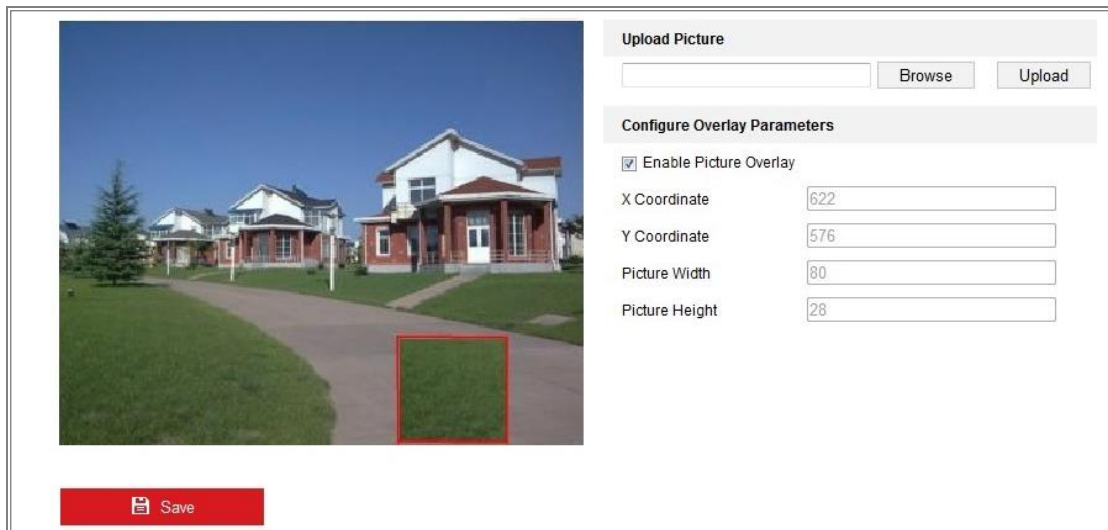 Upload Picture
Browse Upload
Configure Overlay Parameters
Enable Picture Overlay
X Coordinate 622
Y Coordinate 576
Picture Width 80
Picture Height 28
Save